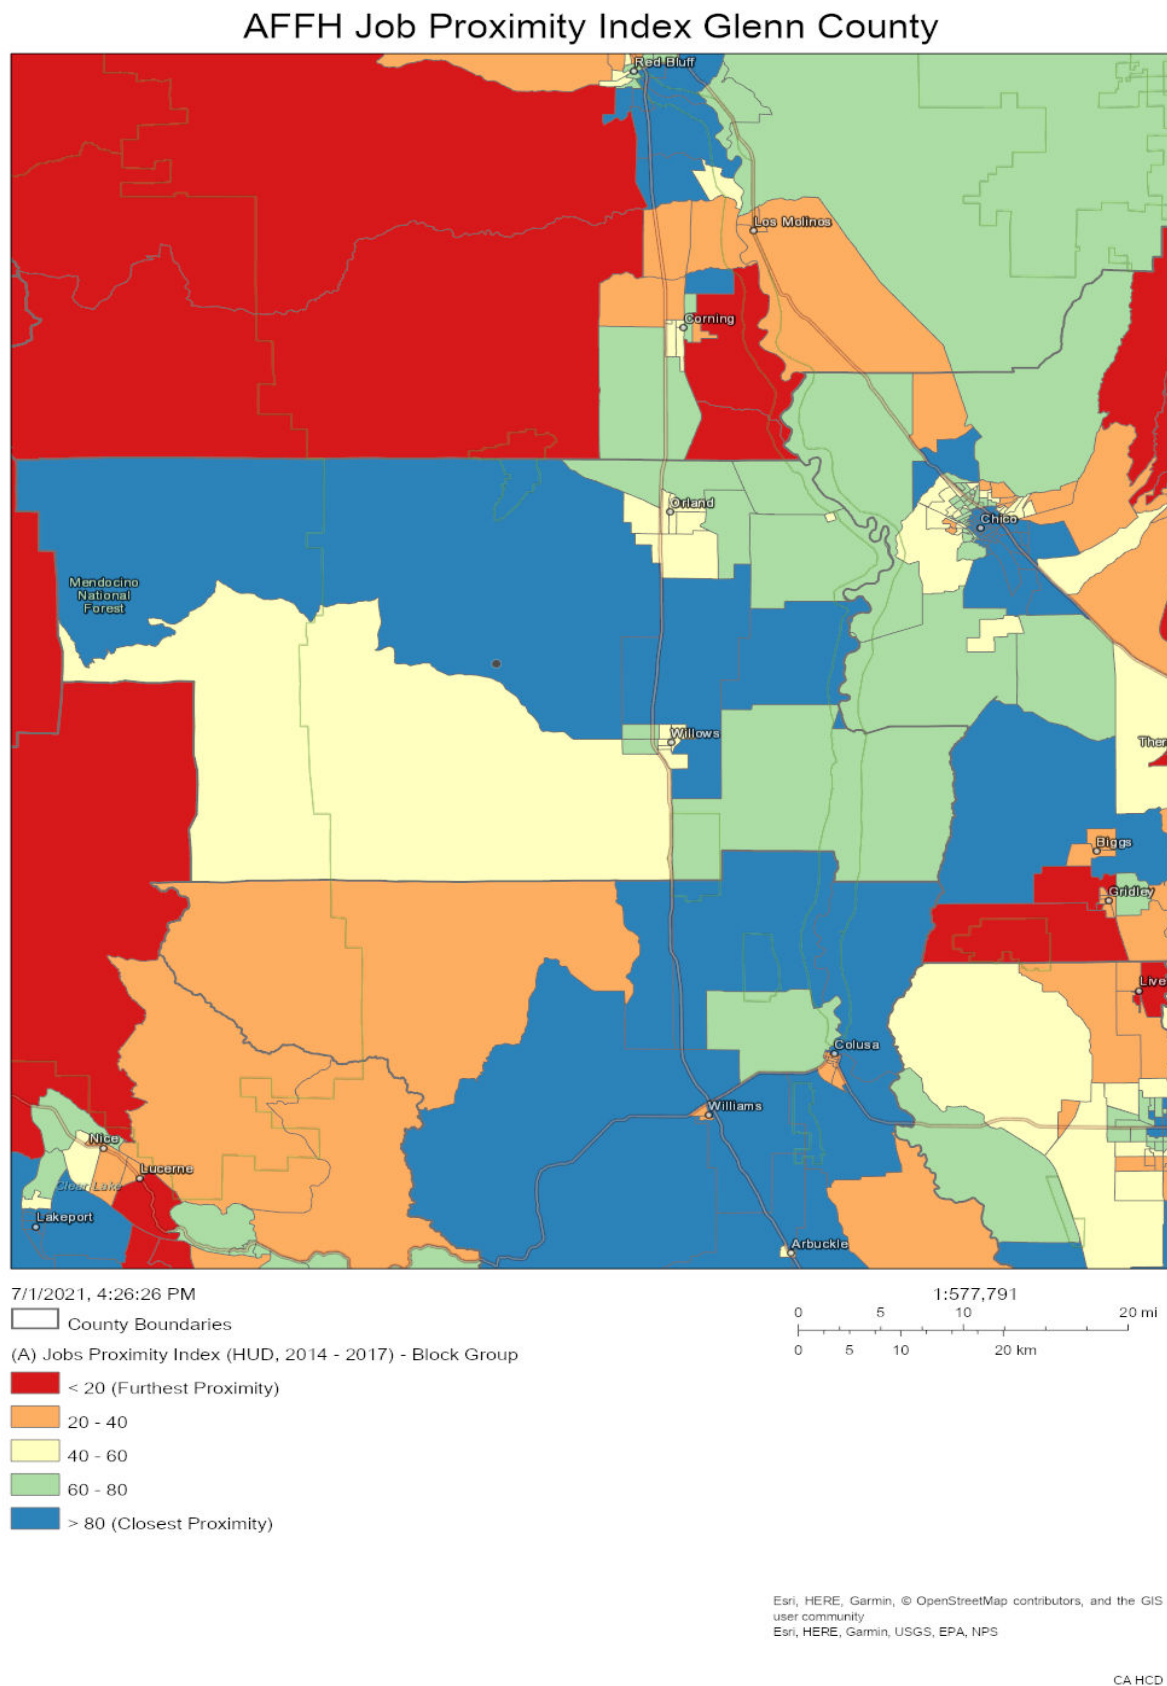 AFFH Job Proximity Index Glenn County
Red Bluff
Los Molinos
Corning
Orland
Chico
Mendocino
National
Forest
Willows
Ther
Biggs
Gridley
Live
Colusa
Williams
Nice
Lucerne
Clear Lake
Lakeport
Arbuckle
7/1/2021, 4:26:26 PM
County Boundaries
(A) Jobs Proximity Index (HUD, 2014 - 2017) - Block Group
< 20 (Furthest Proximity)
20 - 40
40 - 60
60 - 80
> 80 (Closest Proximity)
1:577,791
0 5 10 20 mi
0 5 10 20 km
Esri, HERE, Garmin, © OpenStreetMap contributors, and the GIS
user community
Esri, HERE, Garmin, USGS, EPA, NPS
CA HCD